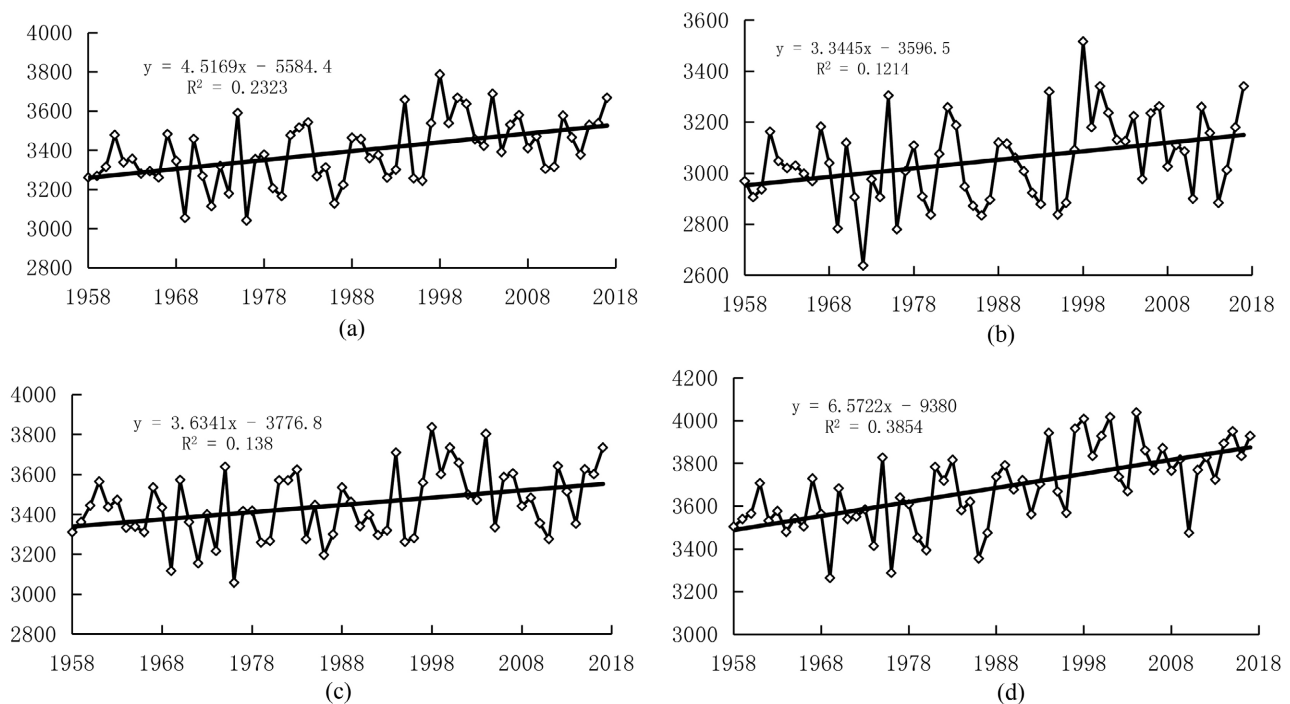 4000
3800
3600
3400
3200
3000
2800
y = 4.5169x − 5584.4
R² = 0.2323
1958 1968 1978 1988 1998 2008 2018
(a)
3600
3400
3200
3000
2800
2600
y = 3.3445x − 3596.5
R² = 0.1214
1958 1968 1978 1988 1998 2008 2018
(b)
4000
3800
3600
3400
3200
3000
2800
y = 3.6341x − 3776.8
R² = 0.138
1958 1968 1978 1988 1998 2008 2018
(c)
4200
4000
3800
3600
3400
3200
3000
y = 6.5722x − 9380
R² = 0.3854
1958 1968 1978 1988 1998 2008 2018
(d)